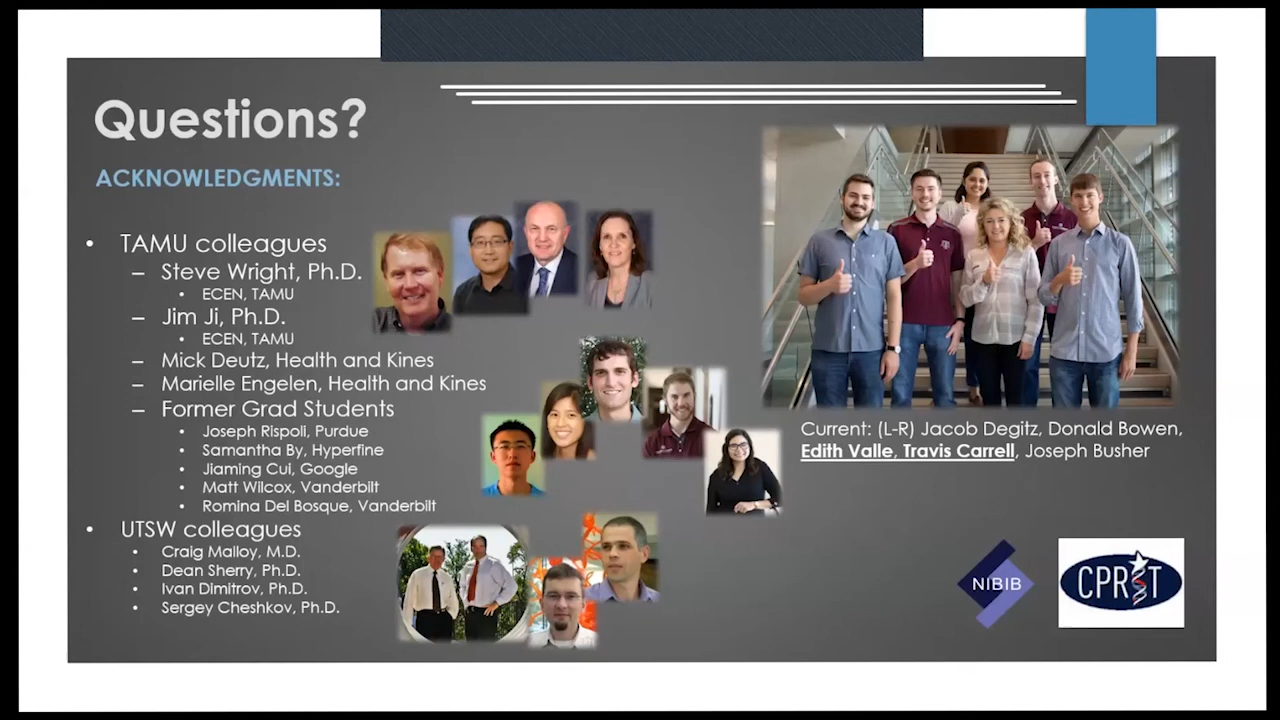 Questions?
ACKNOWLEDGMENTS:
• TAMU colleagues
– Steve Wright, Ph.D.
• ECEN, TAMU
– Jim Ji, Ph.D.
• ECEN, TAMU
– Mick Deutz, Health and Kines
– Marielle Engelen, Health and Kines
– Former Grad Students
• Joseph Rispoli, Purdue
• Samantha By, Hyperfine
• Jiaming Cui, Google
• Matt Wilcox, Vanderbilt
• Romina Del Bosque, Vanderbilt
• UTSW colleagues
• Craig Malloy, M.D.
• Dean Sherry, Ph.D.
• Ivan Dimitrov, Ph.D.
• Sergey Cheshkov, Ph.D.
Current: (L-R) Jacob Degitz, Donald Bowen,
Edith Valle, Travis Carrell, Joseph Busher
NIBIB
CPRIT